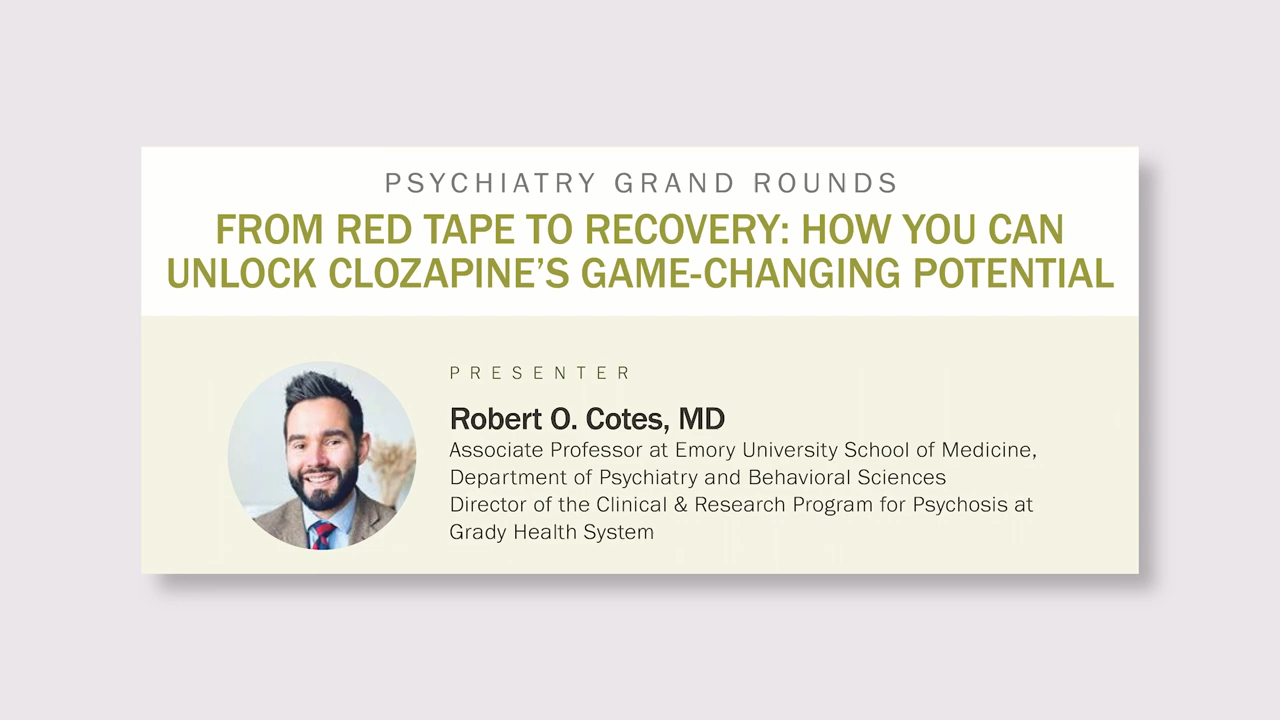 PSYCHIATRY GRAND ROUNDS
FROM RED TAPE TO RECOVERY: HOW YOU CAN
UNLOCK CLOZAPINE’S GAME-CHANGING POTENTIAL
PRESENTER
Robert O. Cotes, MD
Associate Professor at Emory University School of Medicine,
Department of Psychiatry and Behavioral Sciences
Director of the Clinical & Research Program for Psychosis at
Grady Health System